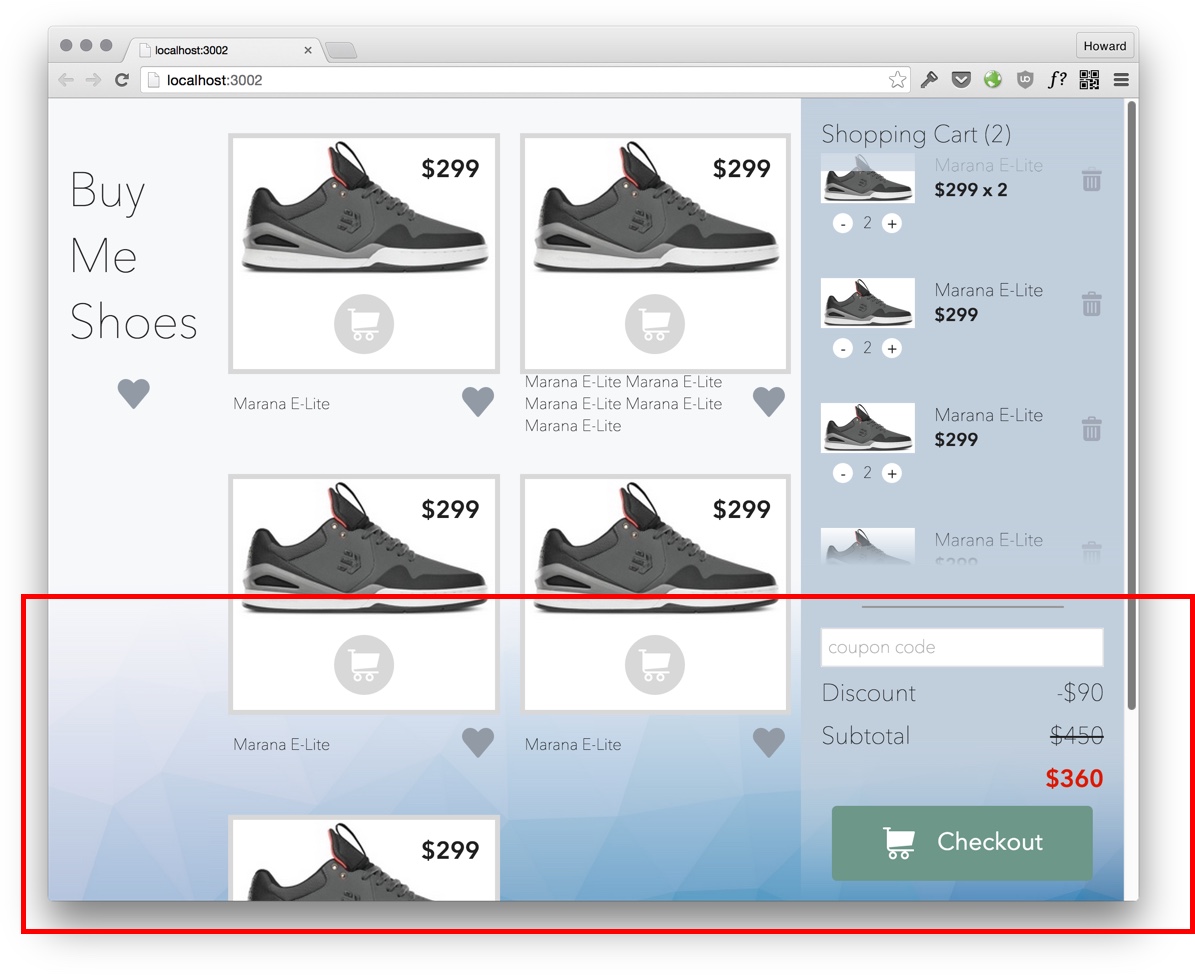 localhost:3002
Howard
localhost:3002
f?
Buy
Me
Shoes
$299
Marana E-Lite
$299
Marana E-Lite Marana E-Lite
Marana E-Lite Marana E-Lite
Marana E-Lite
$299
Marana E-Lite
$299
Marana E-Lite
$299
Shopping Cart (2)
Marana E-Lite
$299 x 2
- 2 +
Marana E-Lite
$299
- 2 +
Marana E-Lite
$299
- 2 +
Marana E-Lite
$299
coupon code
Discount -$90
Subtotal $450
$360
Checkout